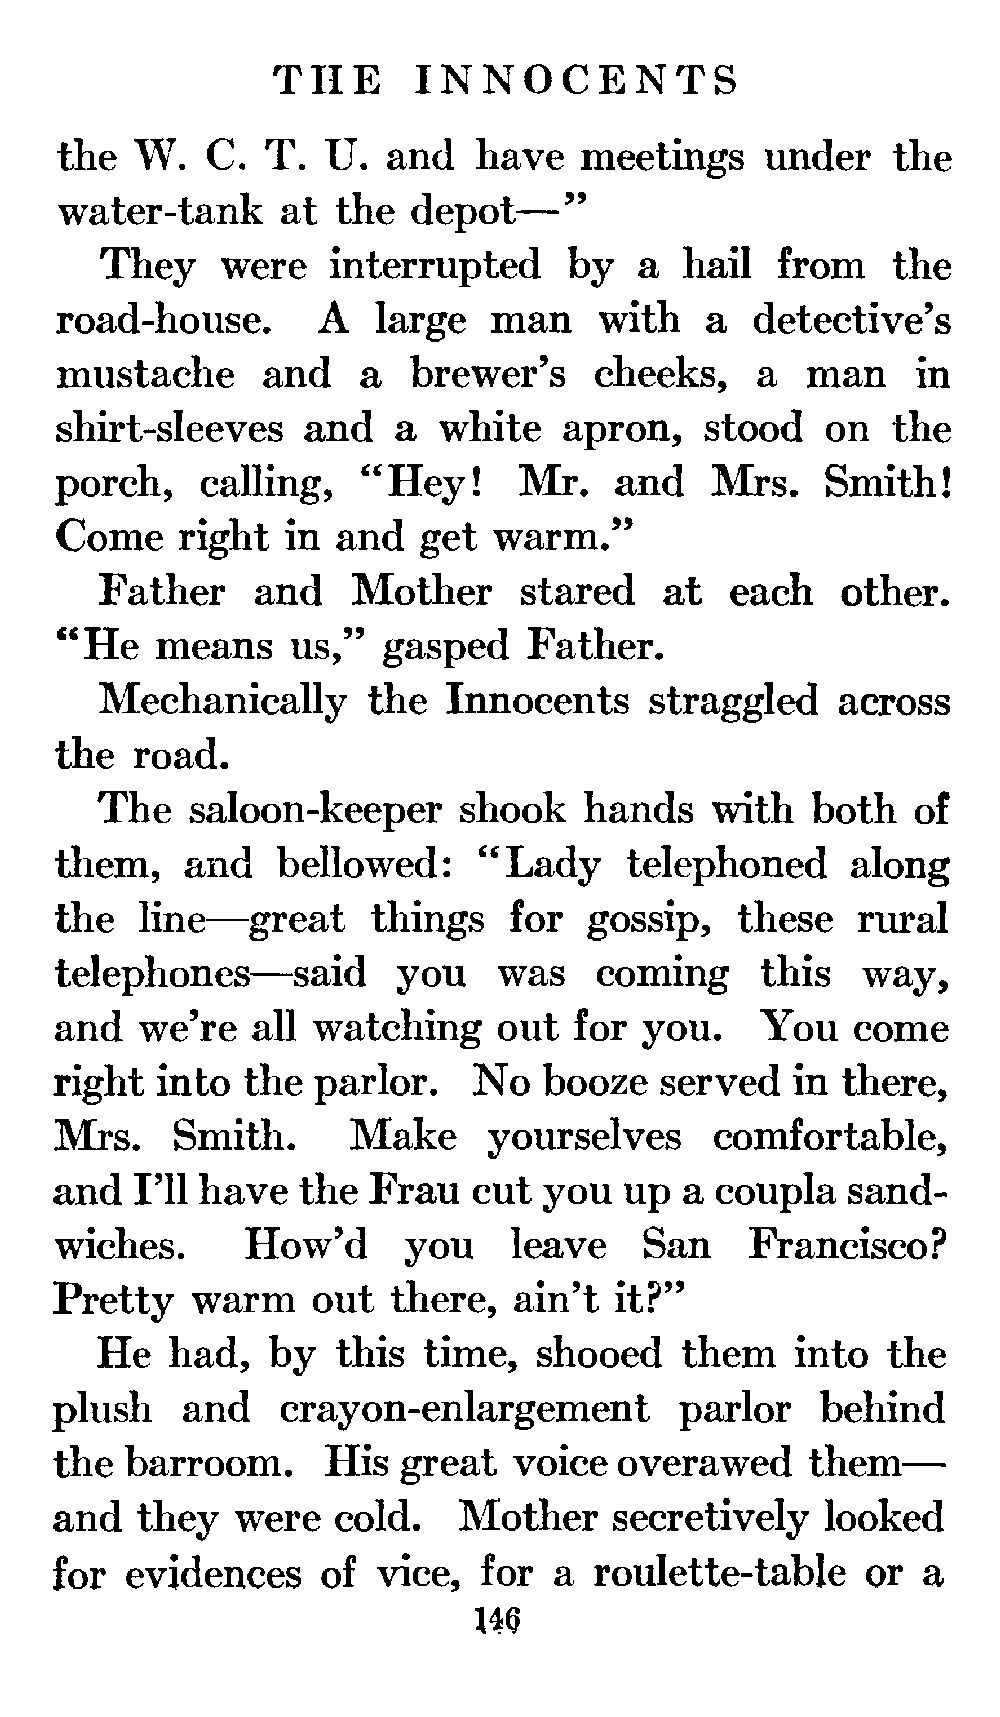 THE INNOCENTS
the W. C. T. U. and have meetings under the
water-tank at the depot—”
They were interrupted by a hail from the
road-house. A large man with a detective’s
mustache and a brewer’s cheeks, a man in
shirt-sleeves and a white apron, stood on the
porch, calling, “Hey! Mr. and Mrs. Smith!
Come right in and get warm.”
Father and Mother stared at each other.
“He means us,” gasped Father.
Mechanically the Innocents straggled across
the road.
The saloon-keeper shook hands with both of
them, and bellowed: “Lady telephoned along
the line—great things for gossip, these rural
telephones—said you was coming this way,
and we’re all watching out for you. You come
right into the parlor. No booze served in there,
Mrs. Smith. Make yourselves comfortable,
and I’ll have the Frau cut you up a coupla sand-
wiches. How’d you leave San Francisco?
Pretty warm out there, ain’t it?”
He had, by this time, shooed them into the
plush and crayon-enlargement parlor behind
the barroom. His great voice overawed them—
and they were cold. Mother secretively looked
for evidences of vice, for a roulette-table or a
146